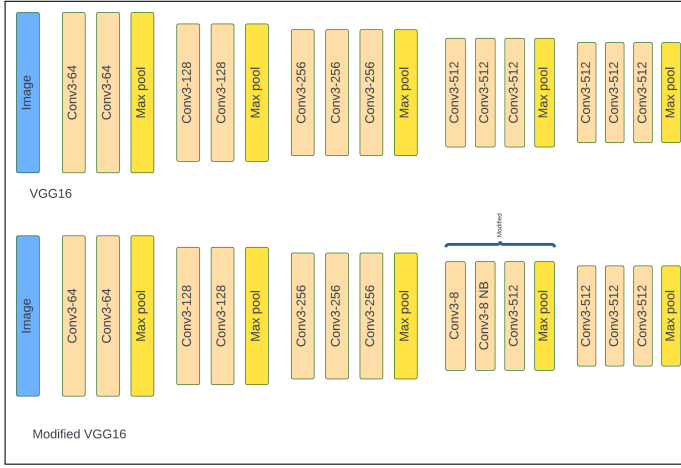 Image
Conv3-64
Conv3-64
Max pool
Conv3-128
Conv3-128
Max pool
Conv3-256
Conv3-256
Conv3-256
Max pool
Conv3-512
Conv3-512
Conv3-512
Max pool
Conv3-512
Conv3-512
Conv3-512
Max pool
VGG16
Modified
Image
Conv3-64
Conv3-64
Max pool
Conv3-128
Conv3-128
Max pool
Conv3-256
Conv3-256
Conv3-256
Max pool
Conv3-8
Conv3-8 NB
Conv3-512
Max pool
Conv3-512
Conv3-512
Conv3-512
Max pool
Modified VGG16